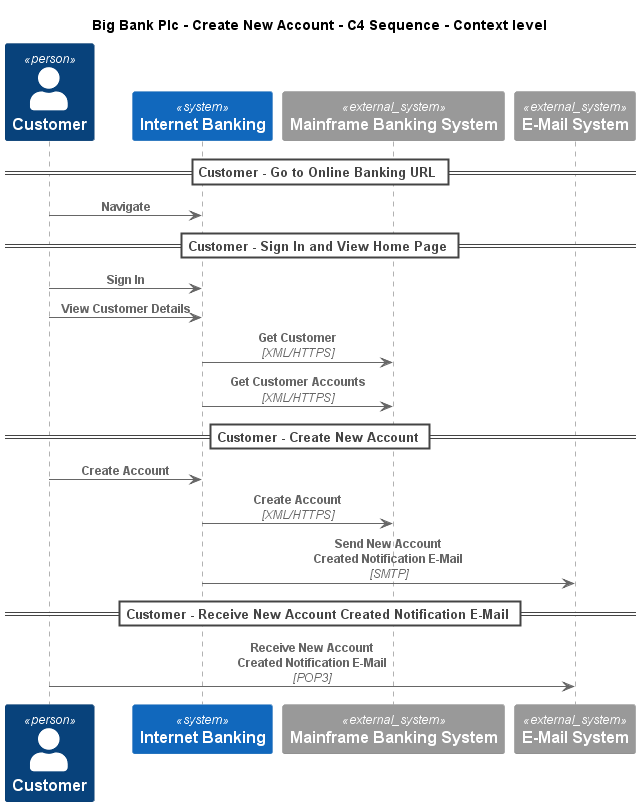 Big Bank Plc - Create New Account - C4 Sequence - Context level
«person»
Customer
«system»
Internet Banking
«external_system»
Mainframe Banking System
«external_system»
E-Mail System
Customer - Go to Online Banking URL
Navigate
Customer - Sign In and View Home Page
Sign In
View Customer Details
Get Customer
[XML/HTTPS]
Get Customer Accounts
[XML/HTTPS]
Customer - Create New Account
Create Account
Create Account
[XML/HTTPS]
Send New Account
Created Notification E-Mail
[SMTP]
Customer - Receive New Account Created Notification E-Mail
Receive New Account
Created Notification E-Mail
[POP3]
«person»
Customer
«system»
Internet Banking
«external_system»
Mainframe Banking System
«external_system»
E-Mail System